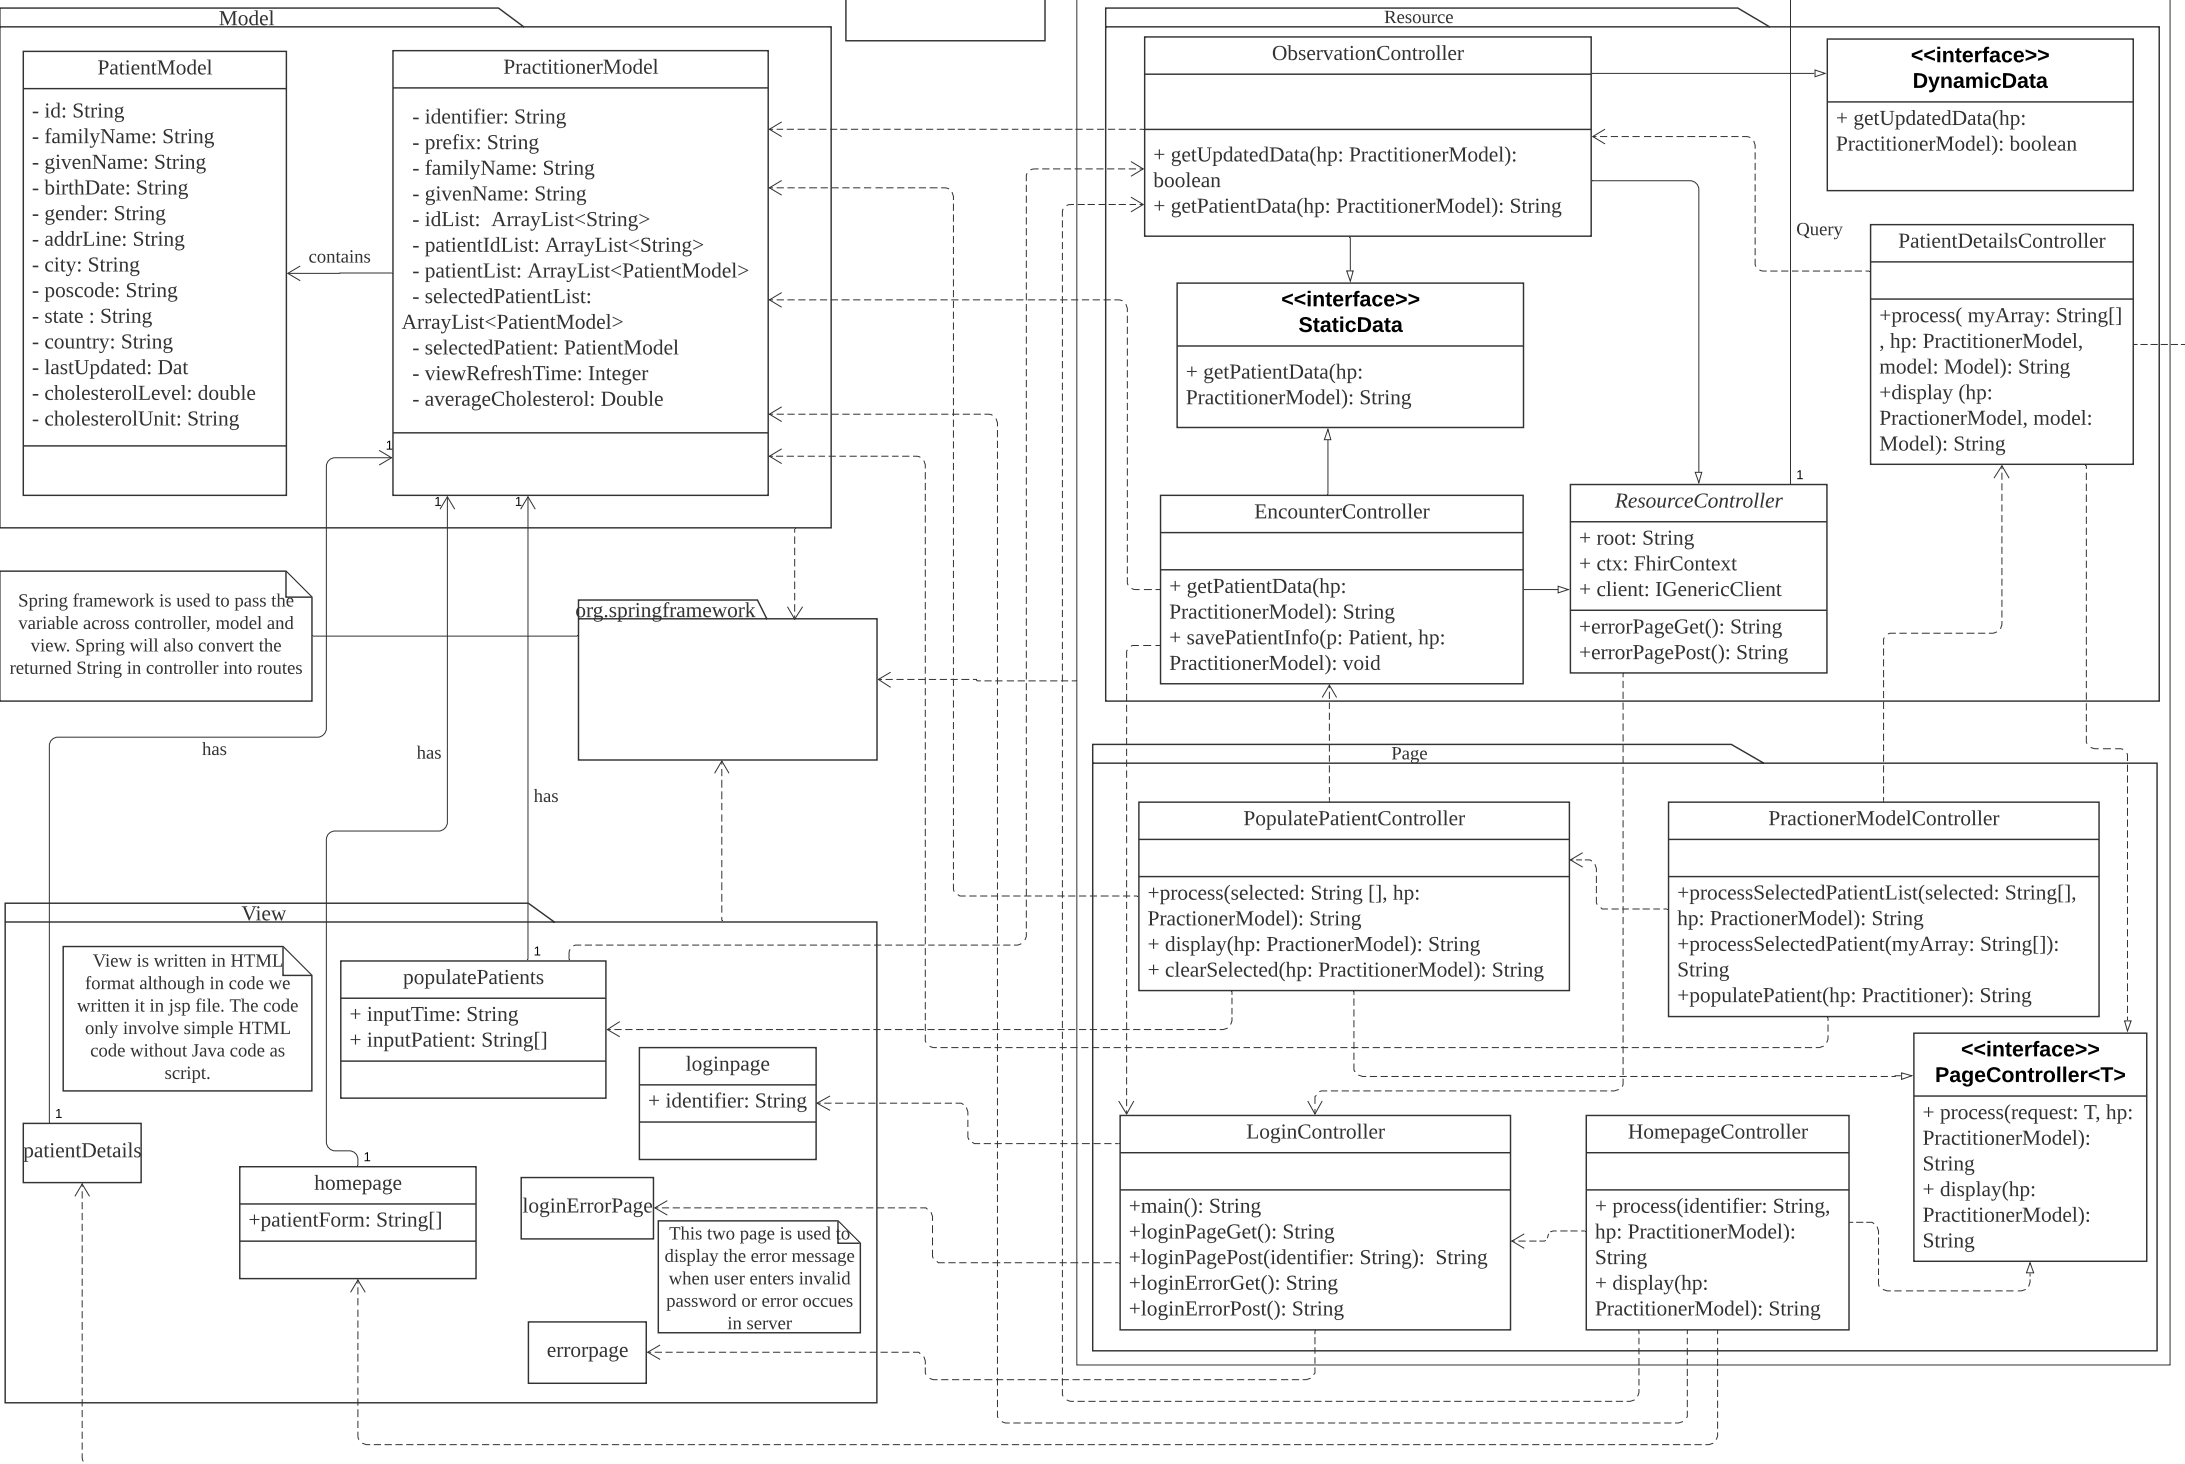 Model
PatientModel
- id: String
- familyName: String
- givenName: String
- birthDate: String
- gender: String
- addrLine: String
- city: String
- poscode: String
- state : String
- country: String
- lastUpdated: Dat
- cholesterolLevel: double
- cholesterolUnit: String
contains
PractitionerModel
- identifier: String
- prefix: String
- familyName: String
- givenName: String
- idList:  ArrayList<String>
- patientIdList: ArrayList<String>
- patientList: ArrayList<PatientModel>
- selectedPatientList:
ArrayList<PatientModel>
- selectedPatient: PatientModel
- viewRefreshTime: Integer
- averageCholesterol: Double
1
1
1
Resource
ObservationController
+ getUpdatedData(hp: PractitionerModel):
boolean
+ getPatientData(hp: PractitionerModel): String
<<interface>>
DynamicData
+ getUpdatedData(hp:
PractitionerModel): boolean
Query
PatientDetailsController
+process( myArray: String[]
, hp: PractitionerModel,
model: Model): String
+display (hp:
PractionerModel, model:
Model): String
<<interface>>
StaticData
+ getPatientData(hp:
PractitionerModel): String
EncounterController
+ getPatientData(hp:
PractitionerModel): String
+ savePatientInfo(p: Patient, hp:
PractitionerModel): void
1
ResourceController
+ root: String
+ ctx: FhirContext
+ client: IGenericClient
+errorPageGet(): String
+errorPagePost(): String
Spring framework is used to pass the
variable across controller, model and
view. Spring will also convert the
returned String in controller into routes
org.springframework
has
has
has
Page
PopulatePatientController
+process(selected: String [], hp:
PractionerModel): String
+ display(hp: PractionerModel): String
+ clearSelected(hp: PractitionerModel): String
PractionerModelController
+processSelectedPatientList(selected: String[],
hp: PractionerModel): String
+processSelectedPatient(myArray: String[]):
String
+populatePatient(hp: Practitioner): String
<<interface>>
PageController<T>
+ process(request: T, hp:
PractitionerModel):
String
+ display(hp:
PractitionerModel):
String
LoginController
+main(): String
+loginPageGet(): String
+loginPagePost(identifier: String):  String
+loginErrorGet(): String
+loginErrorPost(): String
HomepageController
+ process(identifier: String,
hp: PractitionerModel):
String
+ display(hp:
PractitionerModel): String
View
View is written in HTML
format although in code we
written it in jsp file. The code
only involve simple HTML
code without Java code as
script.
1
populatePatients
+ inputTime: String
+ inputPatient: String[]
loginpage
+ identifier: String
1
patientDetails
1
homepage
+patientForm: String[]
loginErrorPage
This two page is used to
display the error message
when user enters invalid
password or error occues
in server
errorpage